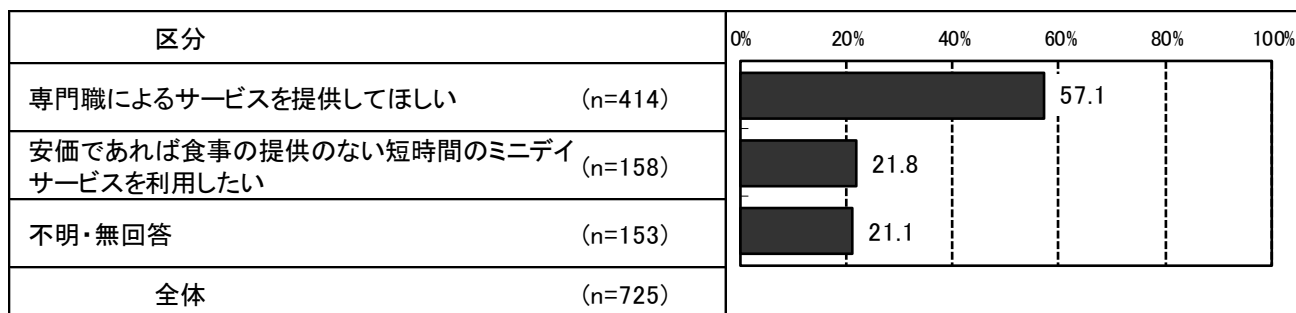 区分
0% 20% 40% 60% 80% 100%
専門職によるサービスを提供してほしい (n=414) 57.1
安価であれば食事の提供のない短時間のミニデイ
サービスを利用したい (n=158) 21.8
不明・無回答 (n=153) 21.1
全体 (n=725)